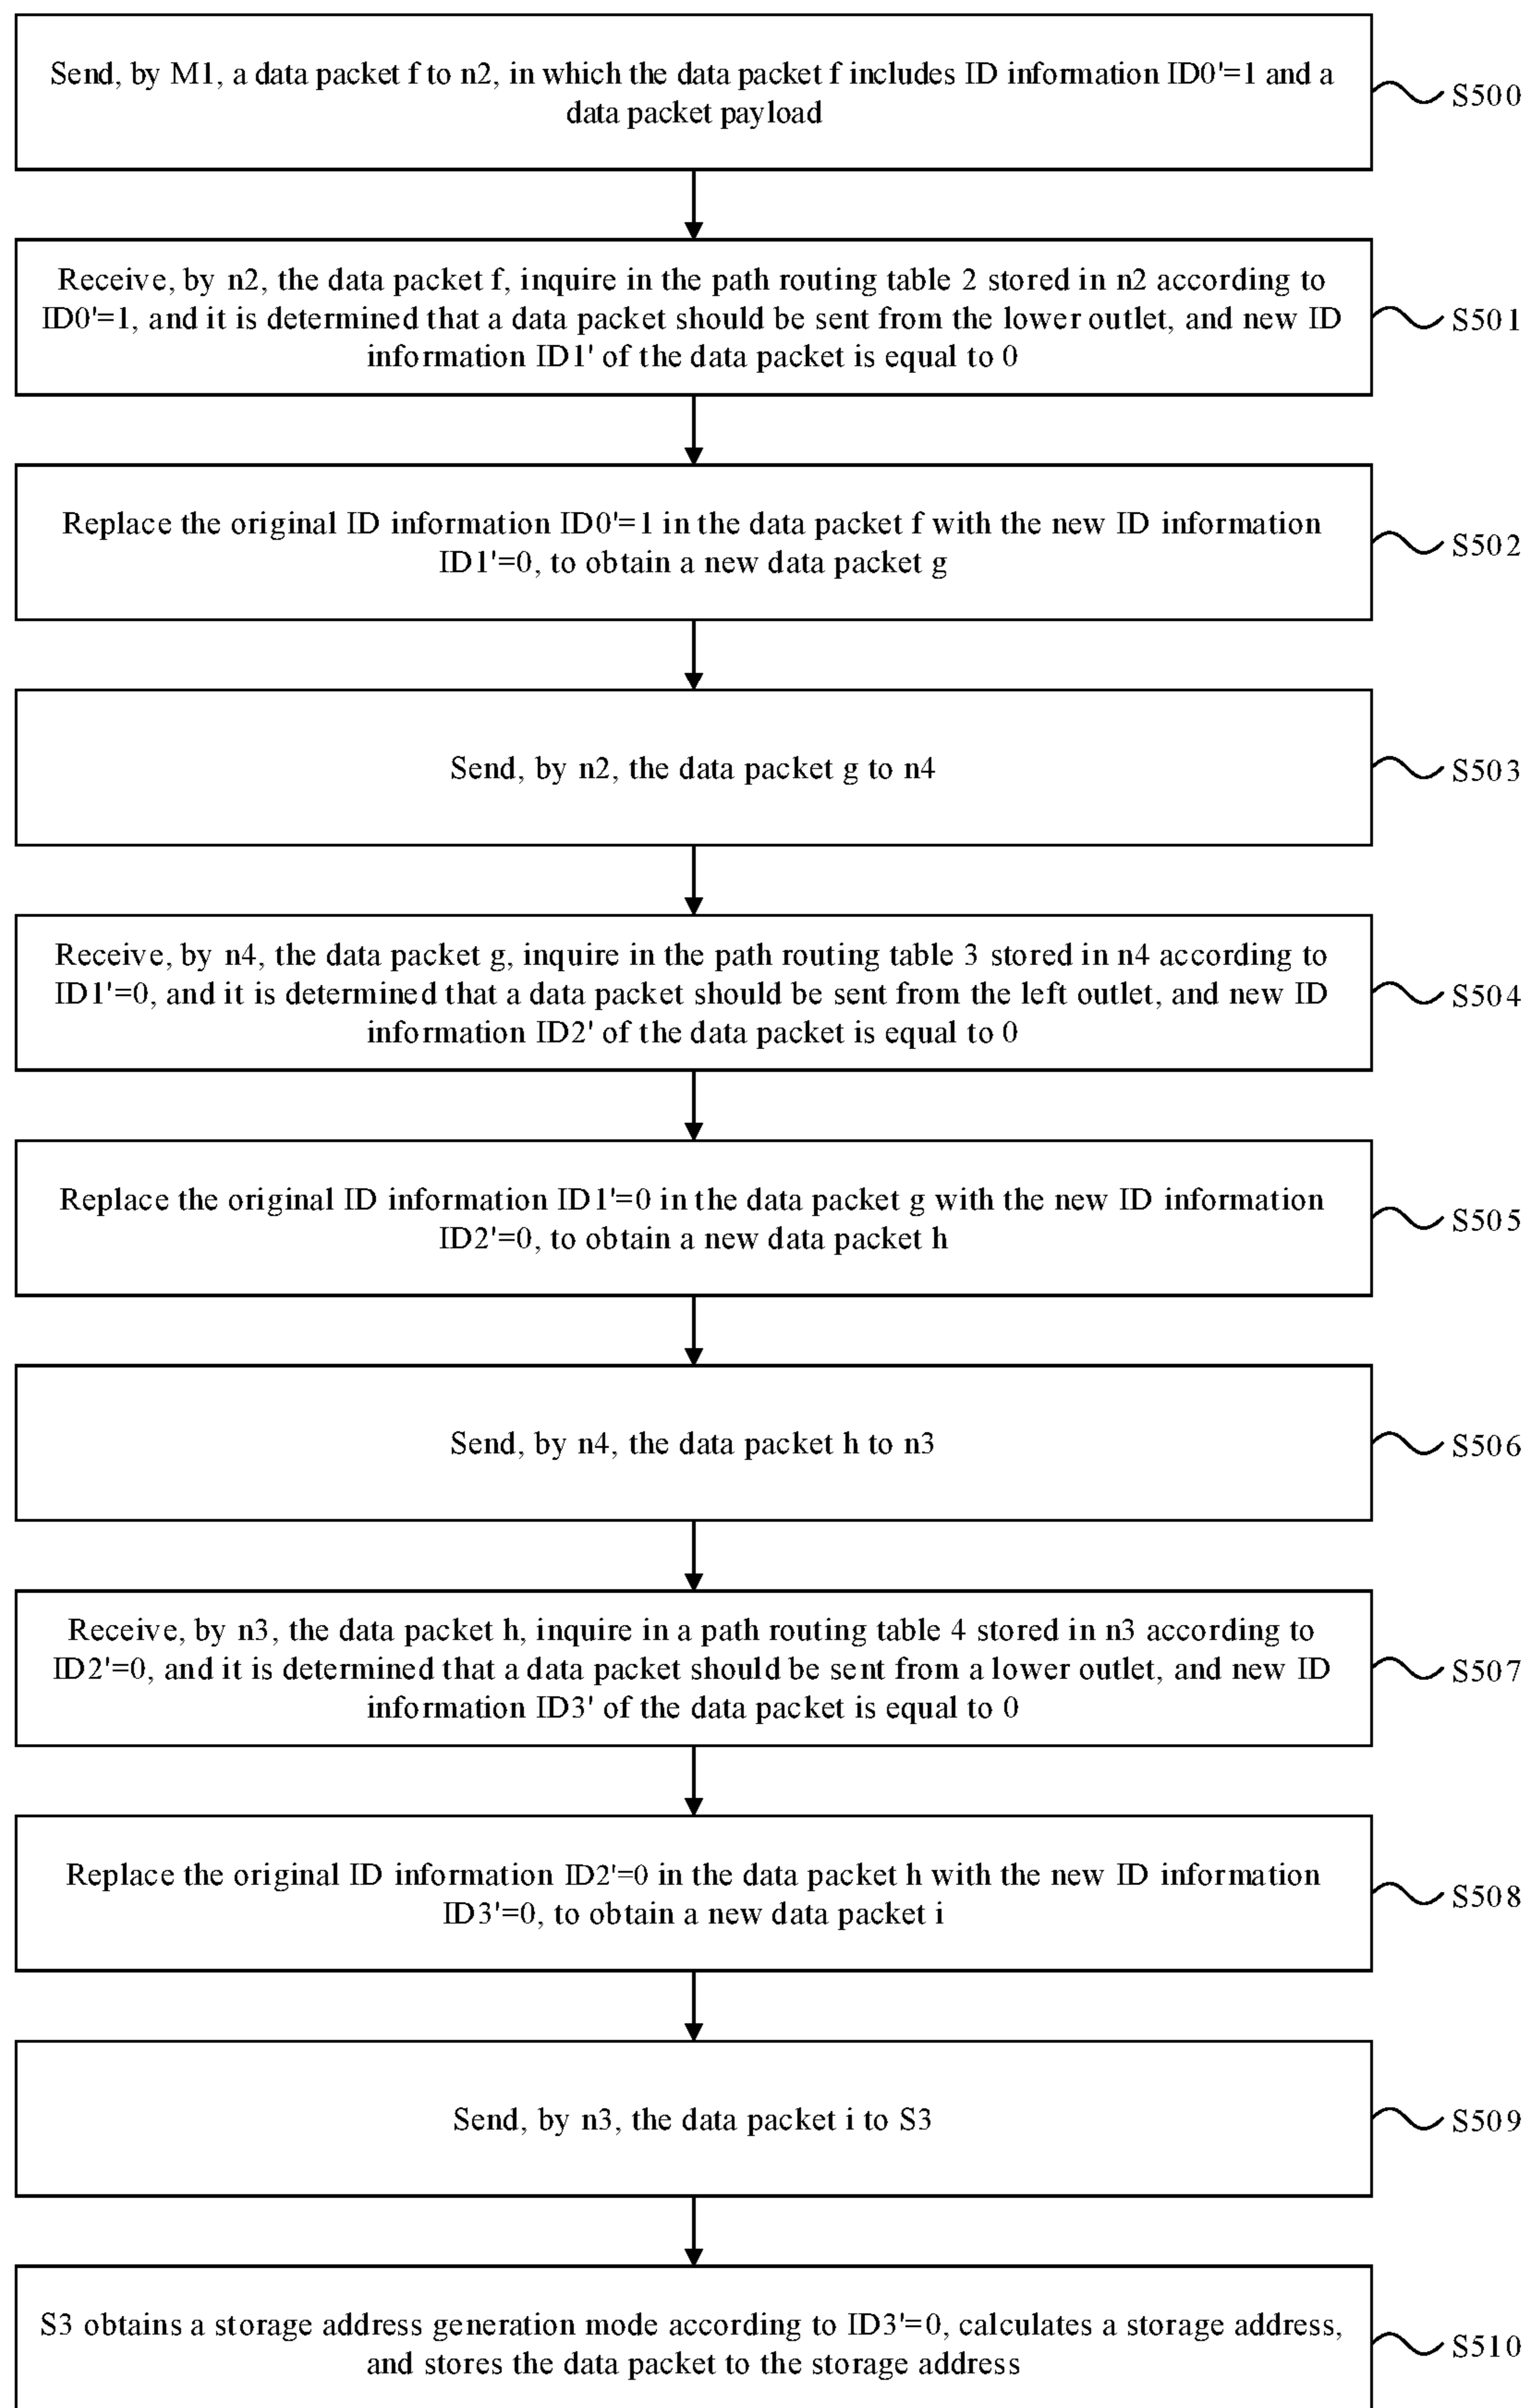 Send, by M1, a data packet f to n2, in which the data packet f includes ID information ID0'=1 and a
data packet payload
S500
Receive, by n2, the data packet f, inquire in the path routing table 2 stored in n2 according to
ID0'=1, and it is determined that a data packet should be sent from the lower outlet, and new ID
information ID1' of the data packet is equal to 0
S501
Replace the original ID information ID0'=1 in the data packet f with the new ID information
ID1'=0, to obtain a new data packet g
S502
Send, by n2, the data packet g to n4
S503
Receive, by n4, the data packet g, inquire in the path routing table 3 stored in n4 according to
ID1'=0, and it is determined that a data packet should be sent from the left outlet, and new ID
information ID2' of the data packet is equal to 0
S504
Replace the original ID information ID1'=0 in the data packet g with the new ID information
ID2'=0, to obtain a new data packet h
S505
Send, by n4, the data packet h to n3
S506
Receive, by n3, the data packet h, inquire in a path routing table 4 stored in n3 according to
ID2'=0, and it is determined that a data packet should be sent from a lower outlet, and new ID
information ID3' of the data packet is equal to 0
S507
Replace the original ID information ID2'=0 in the data packet h with the new ID information
ID3'=0, to obtain a new data packet i
S508
Send, by n3, the data packet i to S3
S509
S3 obtains a storage address generation mode according to ID3'=0, calculates a storage address,
and stores the data packet to the storage address
S510